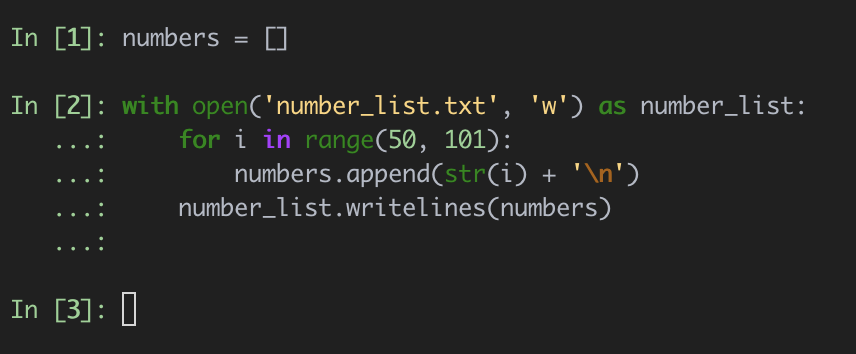 In [1]: numbers = []
In [2]: with open('number_list.txt', 'w') as number_list:
   ...:     for i in range(50, 101):
   ...:         numbers.append(str(i) + '\n')
   ...:     number_list.writelines(numbers)
   ...:
In [3]: